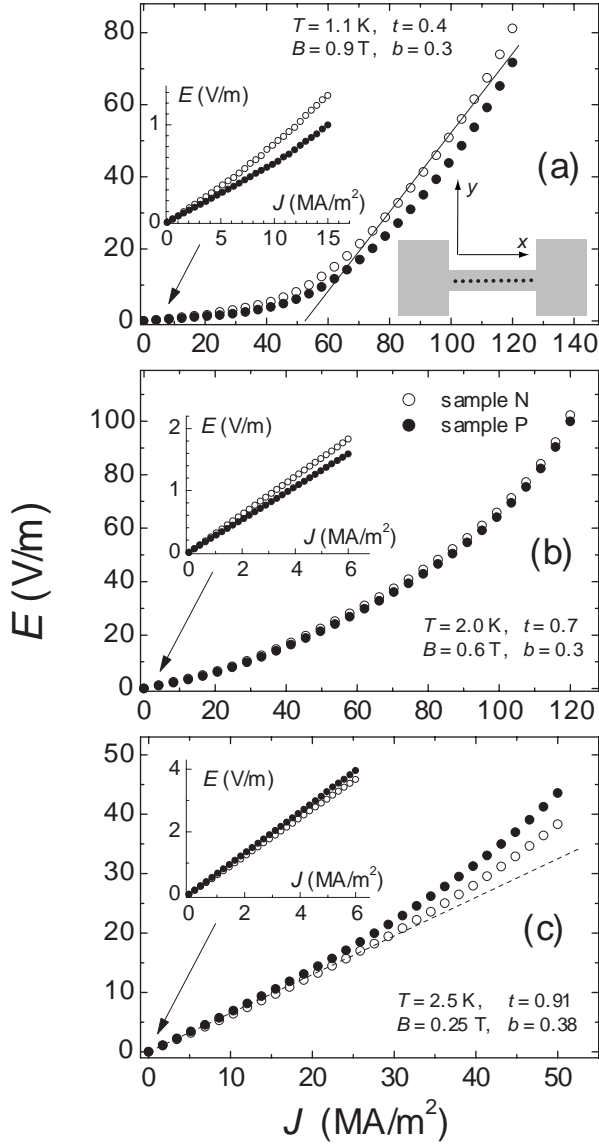 T = 1.1 K, t = 0.4
B = 0.9 T, b = 0.3
80
60
40
20
0
E (V/m)
1
0
0 5 10 15
J (MA/m²)
(a)
y
x
0 20 40 60 80 100 120 140
sample N
sample P
100
80
60
40
20
0
E (V/m)
2
1
0
0 2 4 6
J (MA/m²)
(b)
T = 2.0 K, t = 0.7
B = 0.6 T, b = 0.3
0 20 40 60 80 100 120
E (V/m)
50
40
30
20
10
0
E (V/m)
4
2
0
0 2 4 6
J (MA/m²)
(c)
T = 2.5 K, t = 0.91
B = 0.25 T, b = 0.38
0 10 20 30 40 50
J (MA/m²)